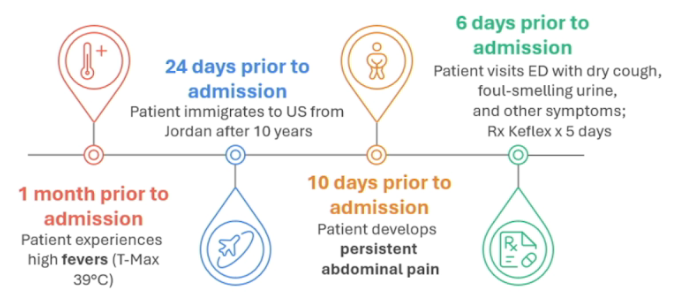 1 month prior to
admission
Patient experiences
high fevers (T-Max
39°C)
24 days prior to
admission
Patient immigrates to US from
Jordan after 10 years
10 days prior to
admission
Patient develops
persistent
abdominal pain
6 days prior to
admission
Patient visits ED with dry cough,
foul-smelling urine,
and other symptoms;
Rx Keflex x 5 days
Rx